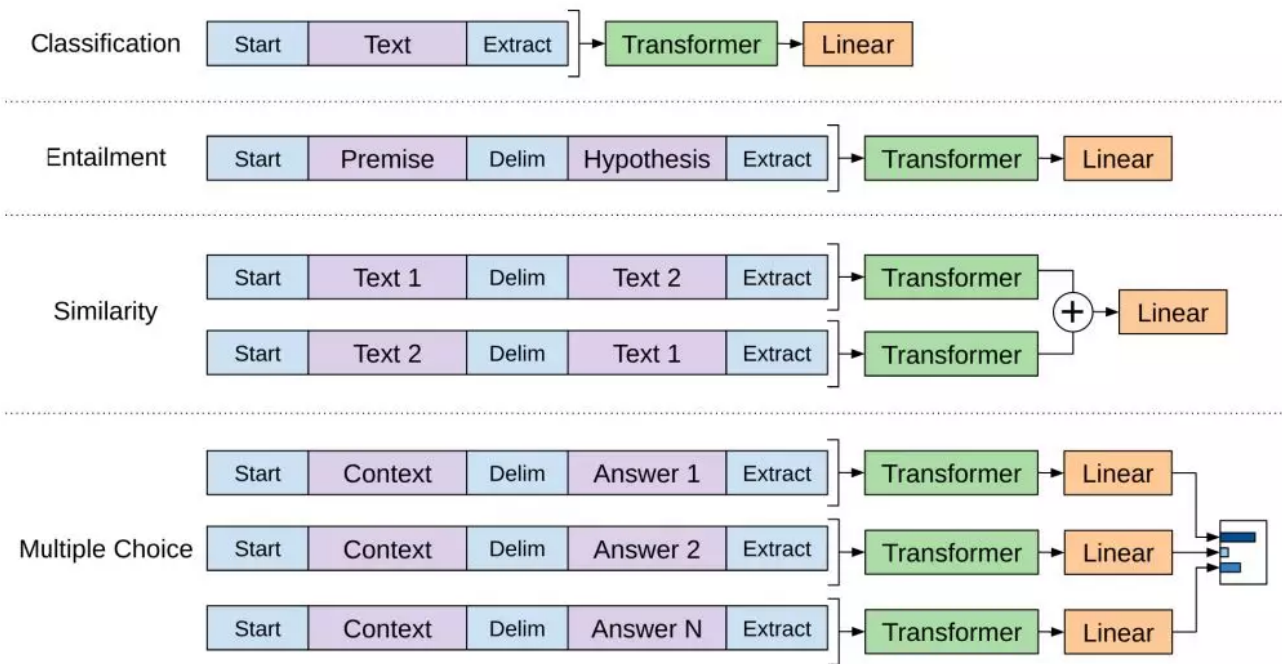 Classification Start Text Extract Transformer Linear
Entailment Start Premise Delim Hypothesis Extract Transformer Linear
Start Text 1 Delim Text 2 Extract Transformer
Similarity + Linear
Start Text 2 Delim Text 1 Extract Transformer
Start Context Delim Answer 1 Extract Transformer Linear
Multiple Choice Start Context Delim Answer 2 Extract Transformer Linear
Start Context Delim Answer N Extract Transformer Linear